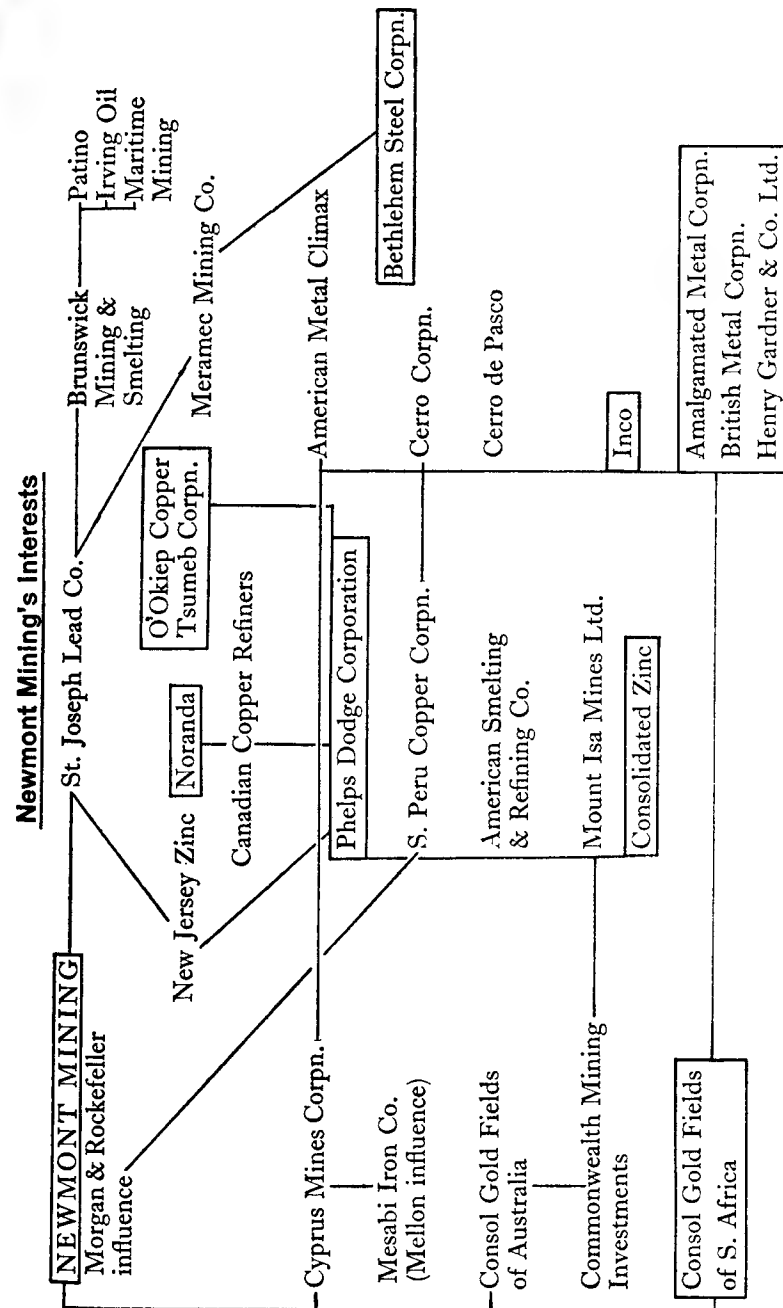 Newmont Mining's Interests
NEWMONT MINING
Morgan & Rockefeller
influence
St. Joseph Lead Co.
Brunswick
Mining &
Smelting
Patino
Irving Oil
Maritime
Mining
New Jersey Zinc
Noranda
Canadian Copper Refiners
O'Okiep Copper
Tsumeb Corpn.
Meramec Mining Co.
Cyprus Mines Corpn.
Mesabi Iron Co.
(Mellon influence)
Phelps Dodge Corporation
American Metal Climax
Bethlehem Steel Corpn.
S. Peru Copper Corpn.
Cerro Corpn.
Consol Gold Fields
of Australia
American Smelting
& Refining Co.
Cerro de Pasco
Commonwealth Mining
Investments
Mount Isa Mines Ltd.
Consolidated Zinc
Inco
Consol Gold Fields
of S. Africa
Amalgamated Metal Corpn.
British Metal Corpn.
Henry Gardner & Co. Ltd.